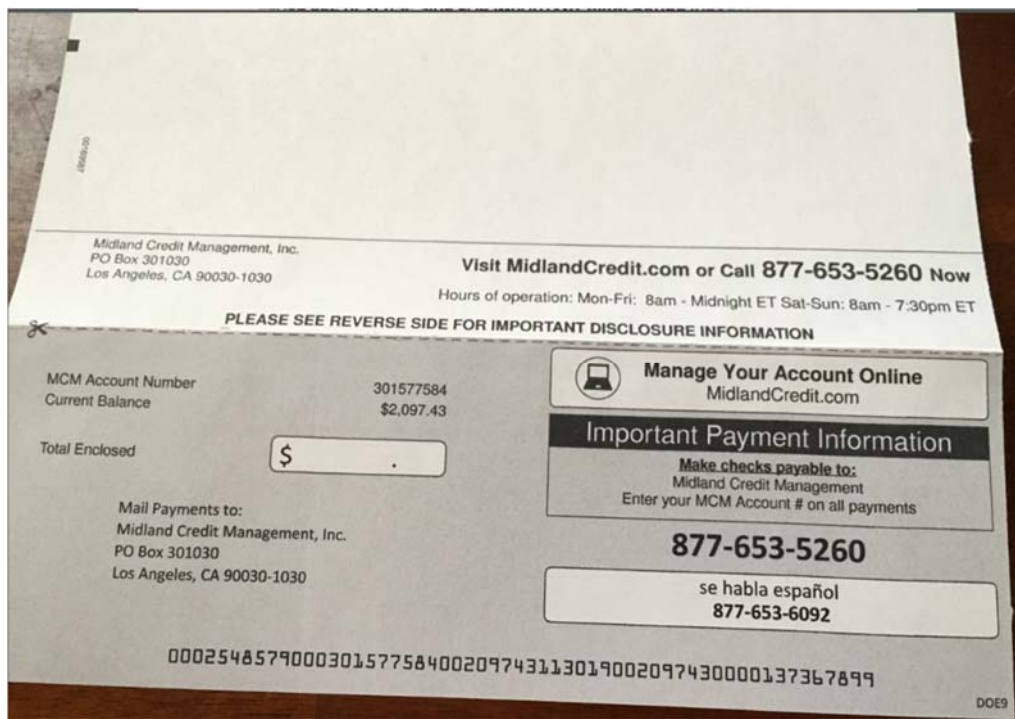 Midland Credit Management, Inc.
PO Box 301030
Los Angeles, CA 90030-1030
Visit MidlandCredit.com or Call 877-653-5260 Now
Hours of operation: Mon-Fri: 8am - Midnight ET Sat-Sun: 8am - 7:30pm ET
PLEASE SEE REVERSE SIDE FOR IMPORTANT DISCLOSURE INFORMATION
MCM Account Number 301577584
Current Balance $2,097.43
Total Enclosed $ .
Mail Payments to:
Midland Credit Management, Inc.
PO Box 301030
Los Angeles, CA 90030-1030
Manage Your Account Online
MidlandCredit.com
Important Payment Information
Make checks payable to:
Midland Credit Management
Enter your MCM Account # on all payments
877-653-5260
se habla español
877-653-6092
000254857900030157758400209743113019002097430000137367899
DOE9